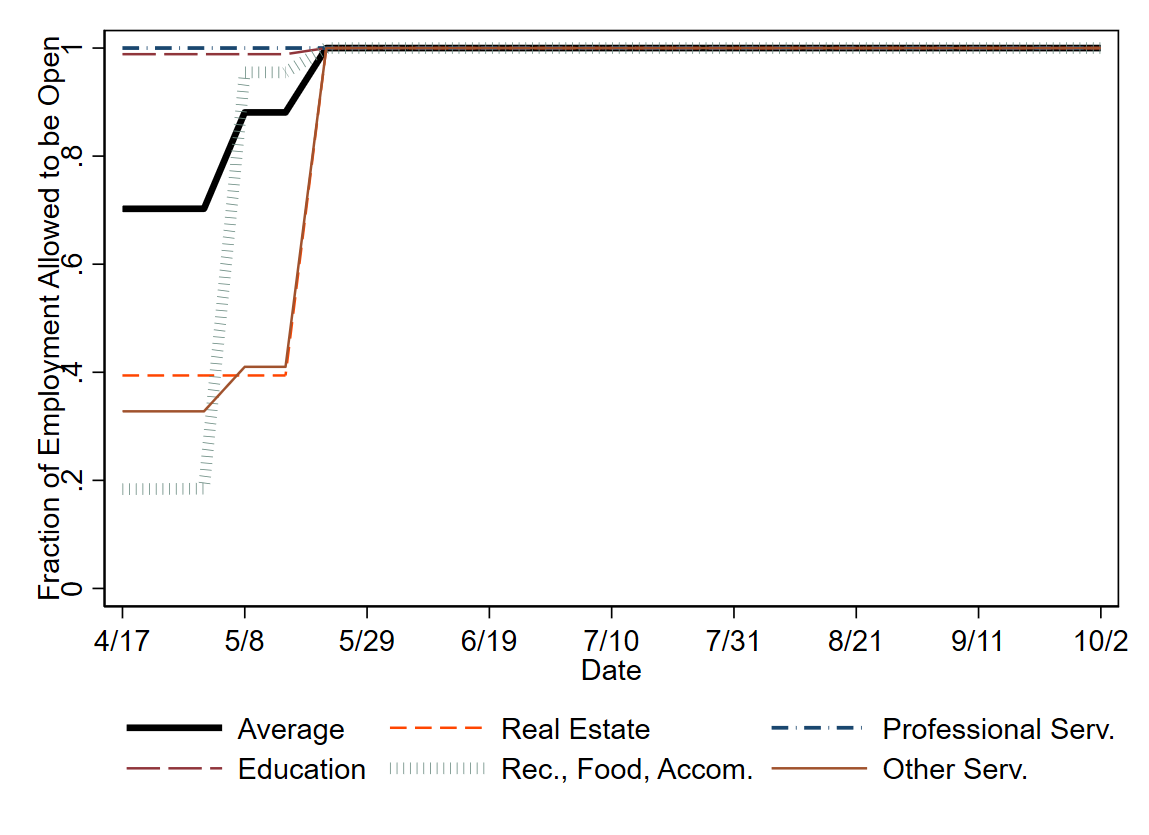 Fraction of Employment Allowed to be Open
1
.8
.6
.4
.2
0
4/17 5/8 5/29 6/19 7/10 7/31 8/21 9/11 10/2
Date
Average Real Estate Professional Serv.
Education Rec., Food, Accom. Other Serv.